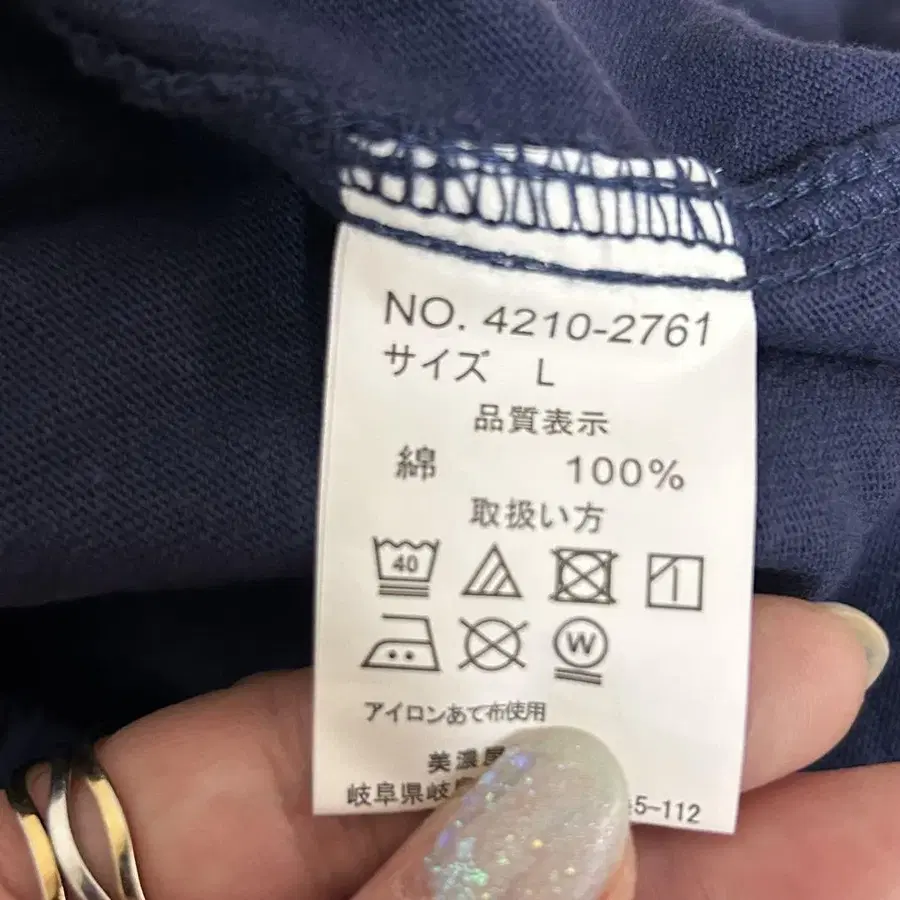 NO. 4210-2761
サイズ L
品質表示
綿 100%
取扱い方
40
W
アイロンあて布使用
美濃屋
岐阜県岐 5-112